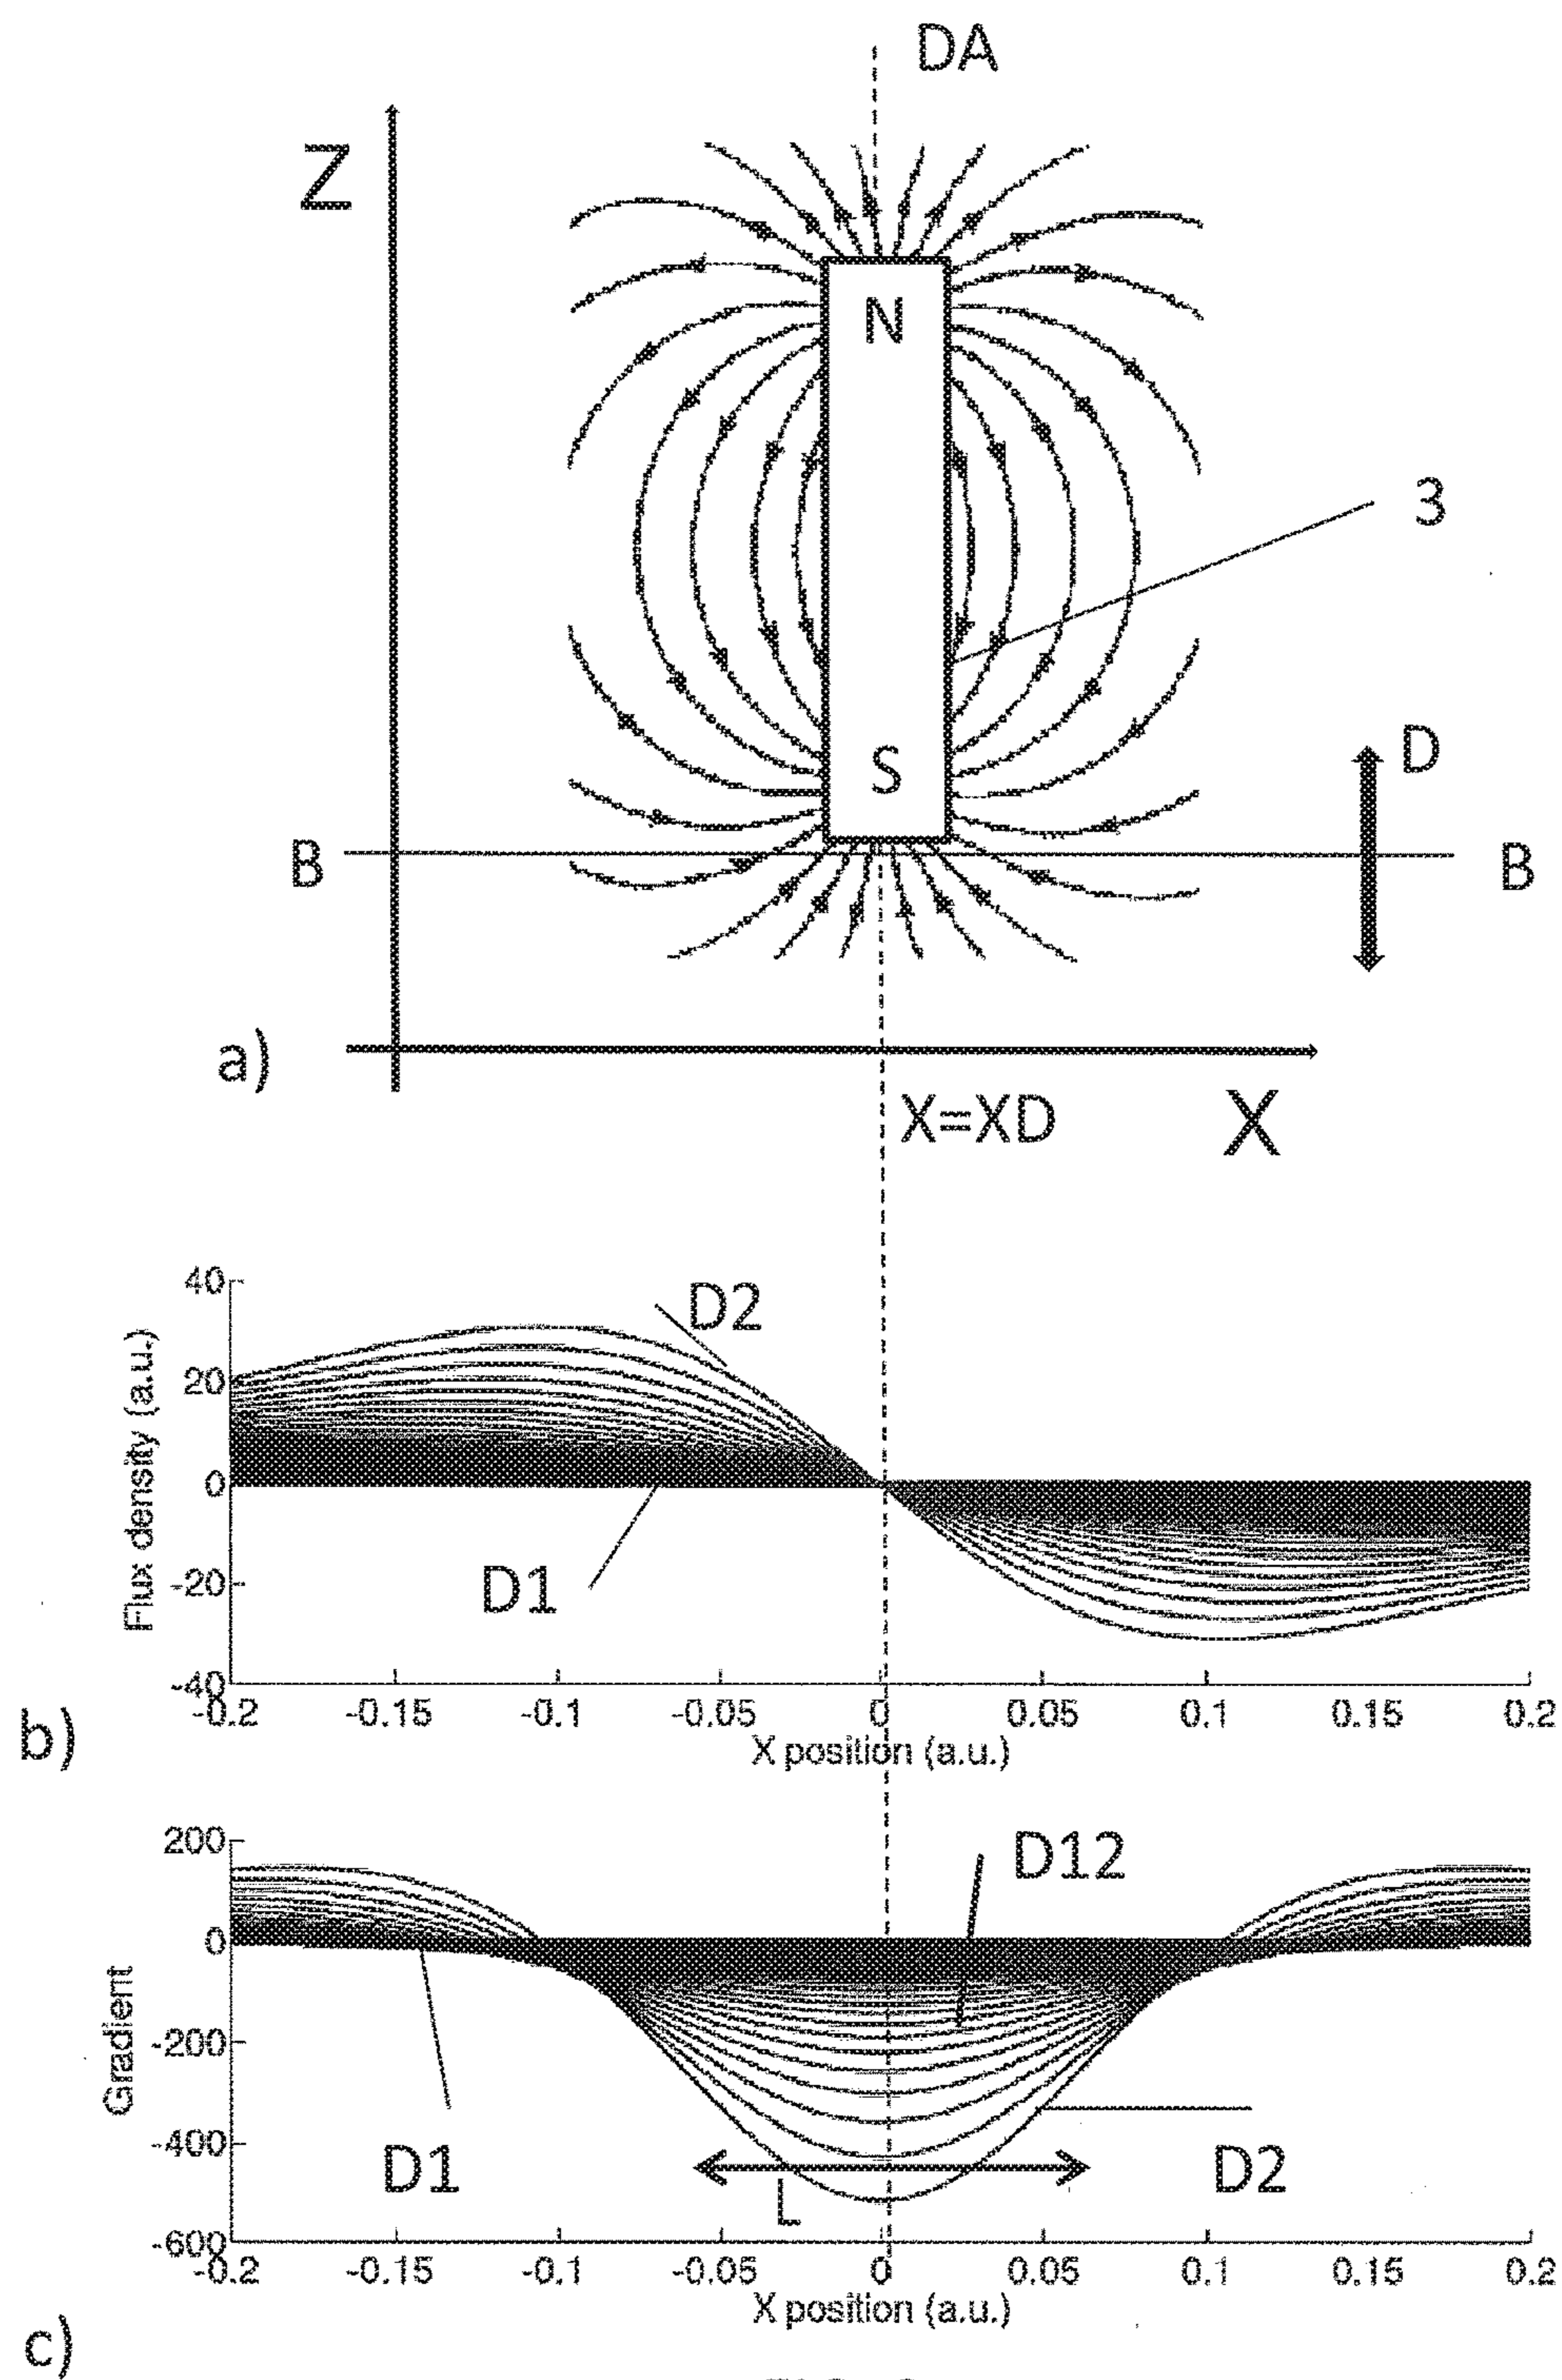 DA
Z
N
3
S
D
B
B
a)
X=XD
X
40
20
0
-20
-40
Flux density (a.u.)
D2
D1
-0.2
-0.15
-0.1
-0.05
0
0.05
0.1
0.15
0.2
X position (a.u.)
b)
200
0
-200
-400
-600
Gradient
D12
D1
D2
L
-0.2
-0.15
-0.1
-0.05
0
0.05
0.1
0.15
0.2
X position (a.u.)
c)